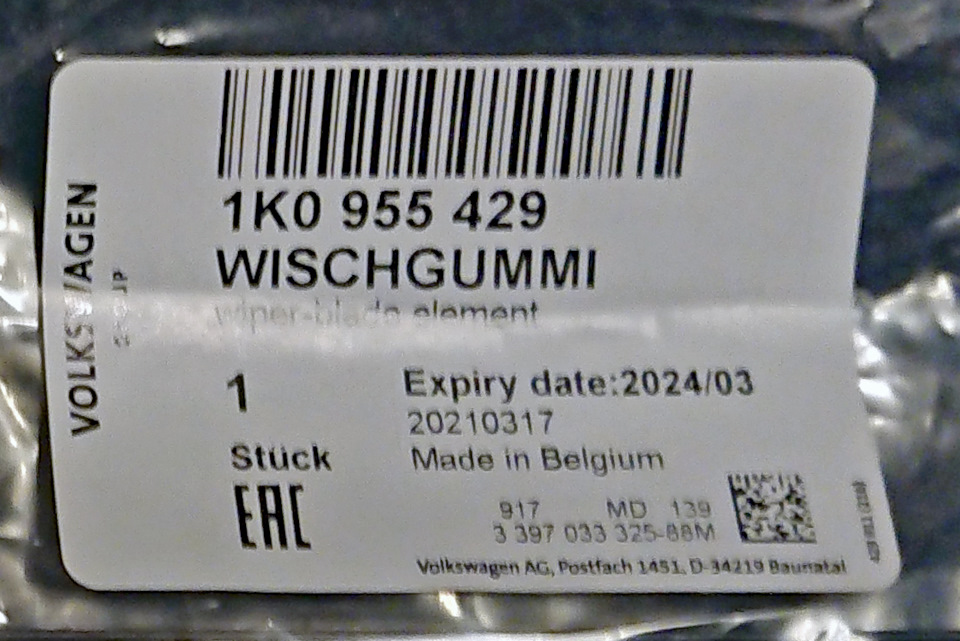 1K0 955 429
WISCHGUMMI
wiper-blade element
VOLKSWAGEN
1
Expiry date:2024/03
20210317
Stück
Made in Belgium
EAC
917 MD 139
3 397 033 325-88M
Volkswagen AG, Postfach 1451, D-34219 Baunatal